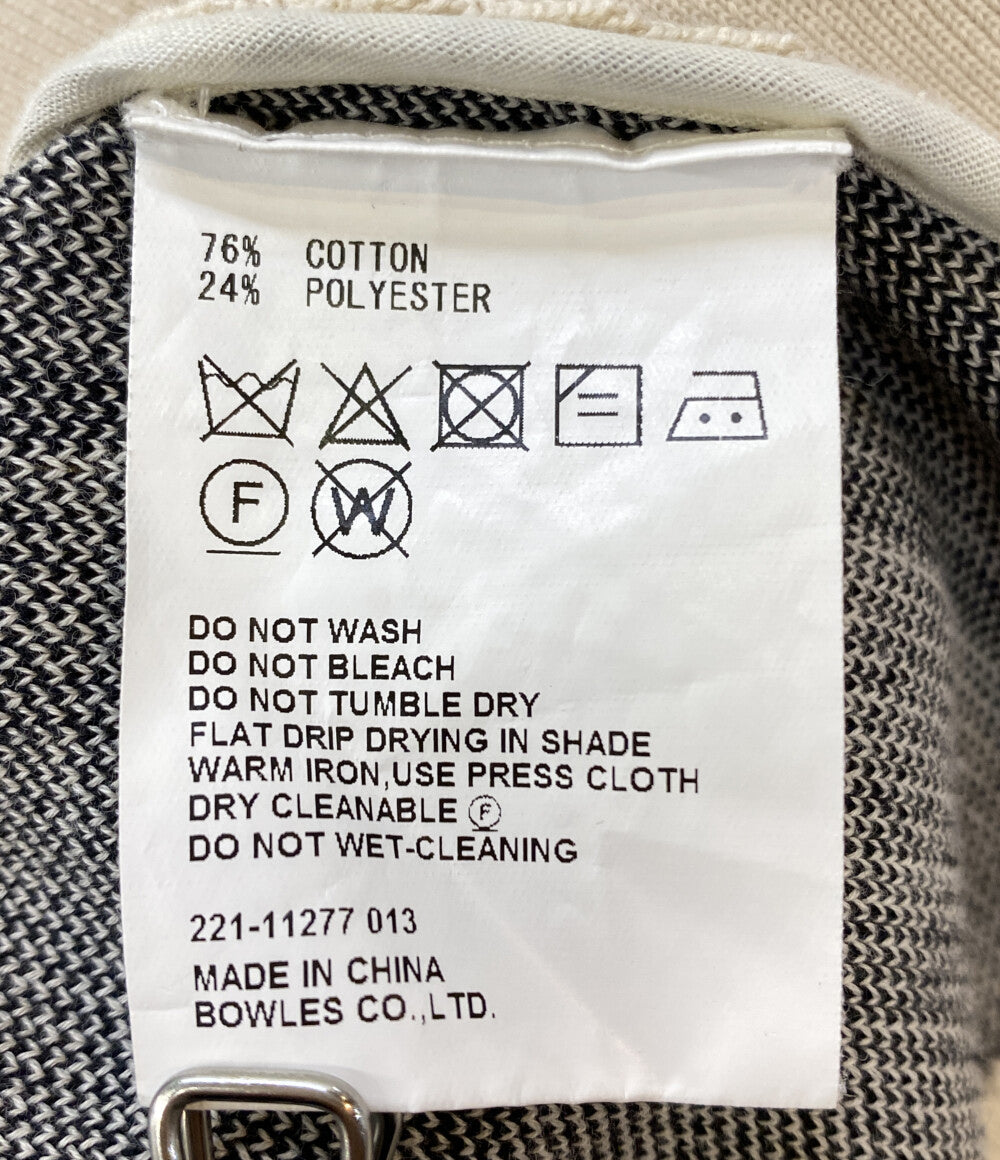 76% COTTON
24% POLYESTER
F W
DO NOT WASH
DO NOT BLEACH
DO NOT TUMBLE DRY
FLAT DRIP DRYING IN SHADE
WARM IRON,USE PRESS CLOTH
DRY CLEANABLE Ⓕ
DO NOT WET-CLEANING
221-11277 013
MADE IN CHINA
BOWLES CO.,LTD.